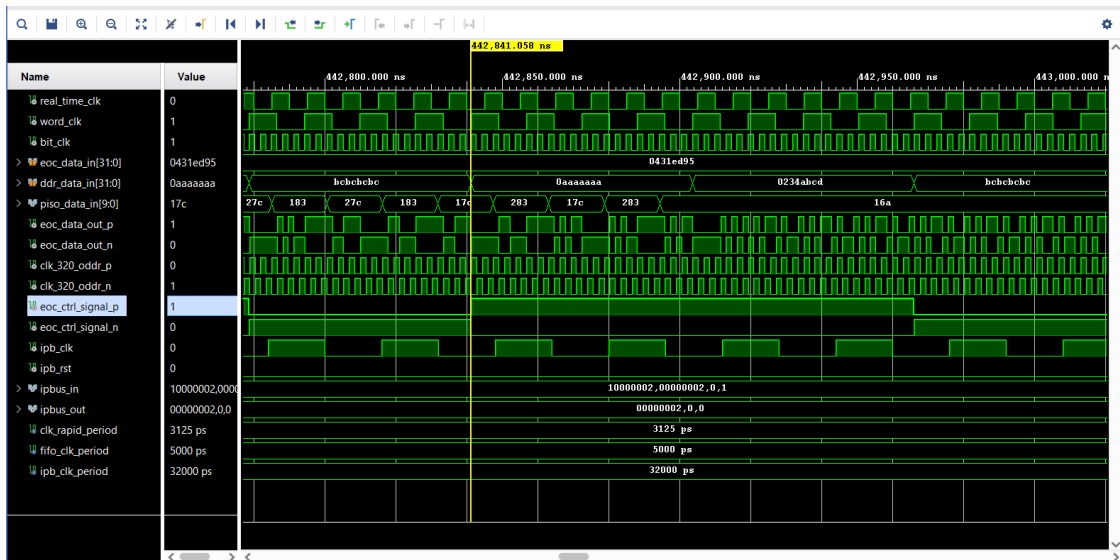 442,841.058 ns
Name Value
442,800.000 ns 442,850.000 ns 442,900.000 ns 442,950.000 ns 443,000.000 n
real_time_clk 0
word_clk 1
bit_clk 1
eoc_data_in[31:0] 0431ed95 0431ed95
ddr_data_in[31:0] 0aaaaaaa bcbcbcbc 0aaaaaaa 0234abcd bcbcbcbc
piso_data_in[9:0] 17c 27c 183 27c 183 17c 283 17c 283 16a
eoc_data_out_p 1
eoc_data_out_n 0
clk_320_oddr_p 0
clk_320_oddr_n 1
eoc_ctrl_signal_p 1
eoc_ctrl_signal_n 0
ipb_clk 0
ipb_rst 0
ipbus_in 10000002,0000 10000002,00000002,0,1
ipbus_out 00000002,0,0 00000002,0,0
clk_rapid_period 3125 ps 3125 ps
fifo_clk_period 5000 ps 5000 ps
ipb_clk_period 32000 ps 32000 ps